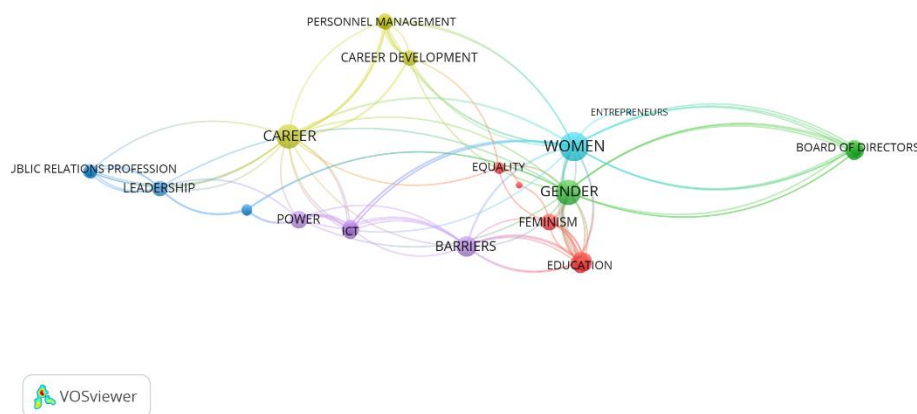 PERSONNEL MANAGEMENT
CAREER DEVELOPMENT
ENTREPRENEURS
CAREER
WOMEN
BOARD OF DIRECTORS
JBLIC RELATIONS PROFESSION
EQUALITY
LEADERSHIP
GENDER
POWER
FEMINISM
ICT
BARRIERS
EDUCATION
VOSviewer